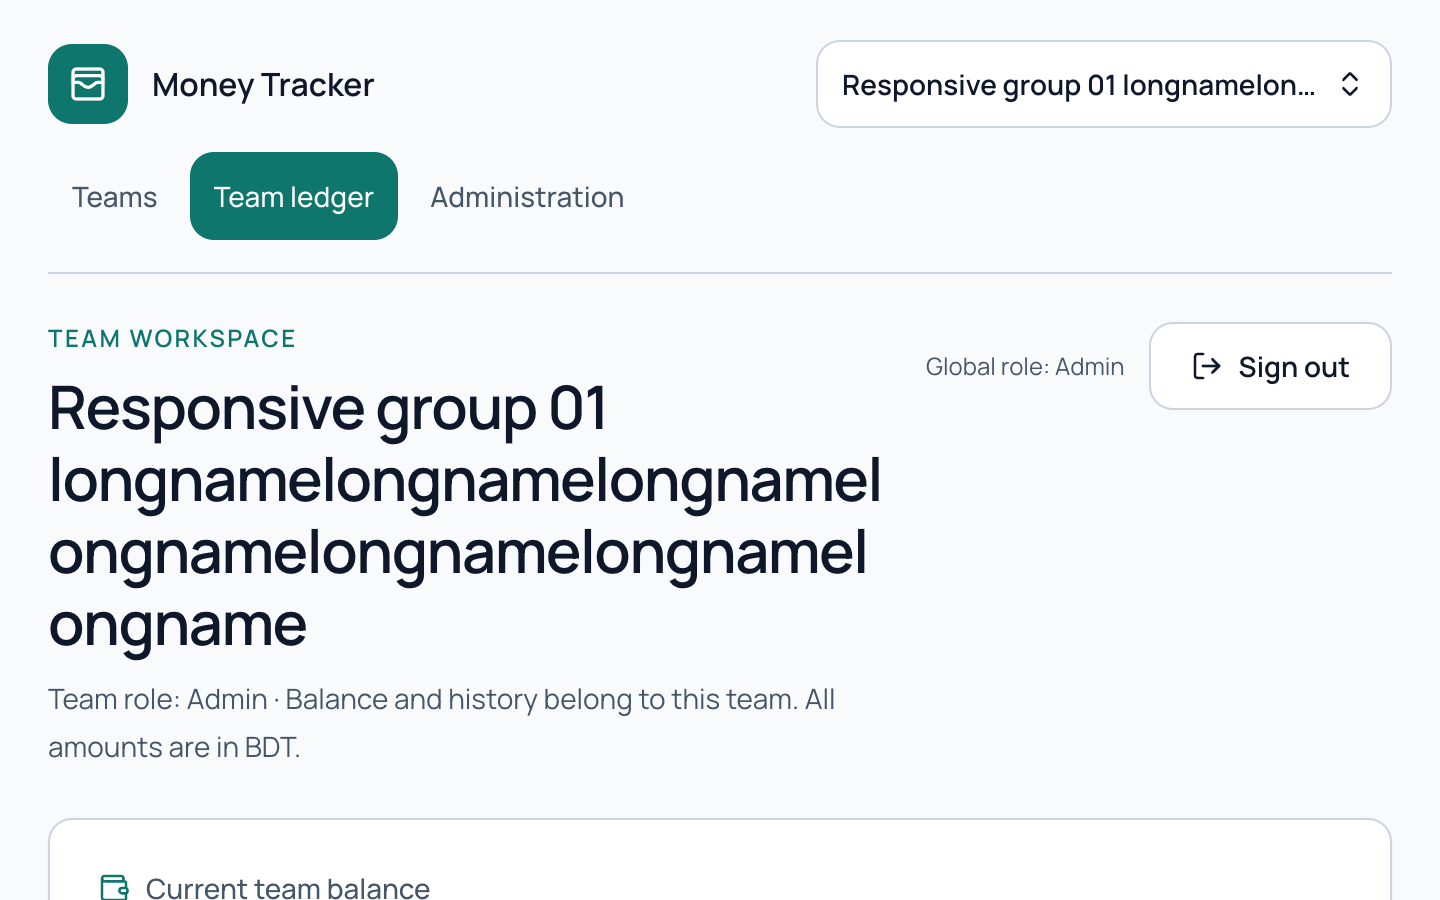 Money Tracker
Responsive group 01 longnamelon...
Teams
Team ledger
Administration
TEAM WORKSPACE
Global role: Admin
Sign out
Responsive group 01
longnamelongnamelongnamel
ongnamelongnamelongnamel
ongname
Team role: Admin · Balance and history belong to this team. All
amounts are in BDT.
Current team balance